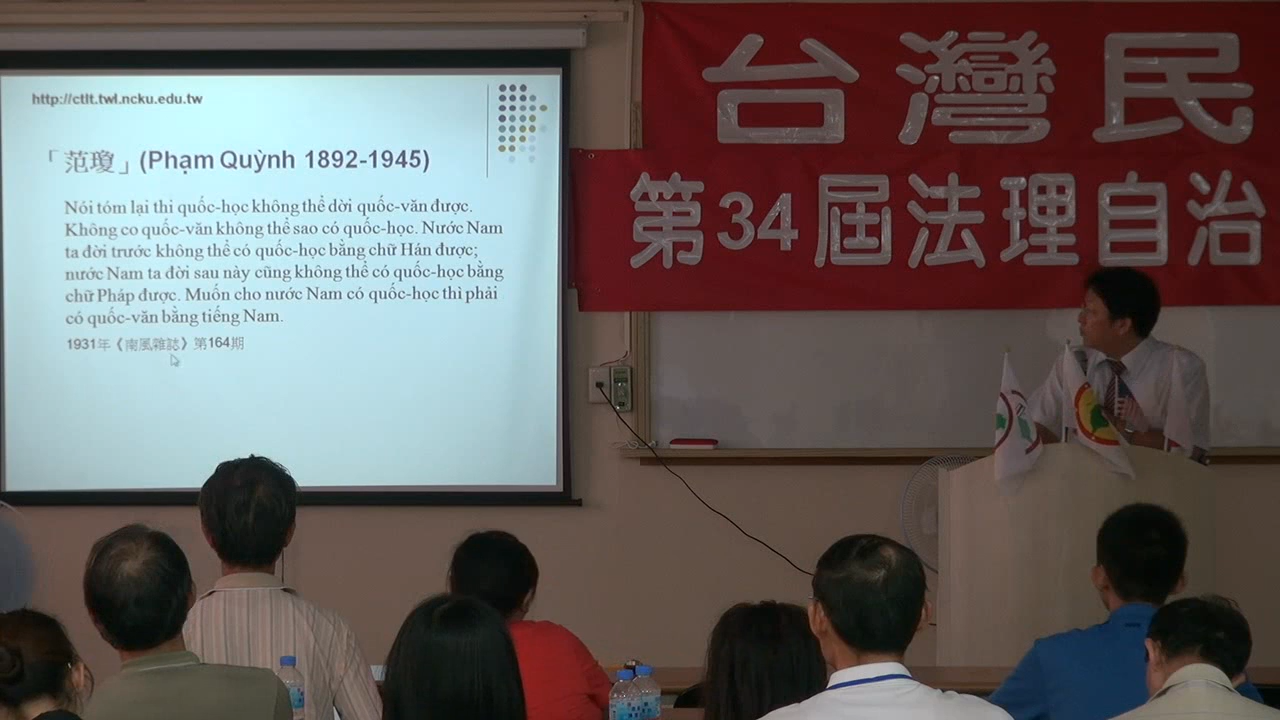 http://ctlt.twl.ncku.edu.tw
「范瓊」(Phạm Quỳnh 1892-1945)
Nói tóm lại thì quốc-học không thể dời quốc-văn được.
Không co quốc-văn không thể sao có quốc-học. Nước Nam
ta đời trước không thể có quốc-học bằng chữ Hán được;
nước Nam ta đời sau này cũng không thể có quốc-học bằng
chữ Pháp được. Muốn cho nước Nam có quốc-học thì phải
có quốc-văn bằng tiếng Nam.
1931年《南風雜誌》第164期
台灣民
第34屆法理自治